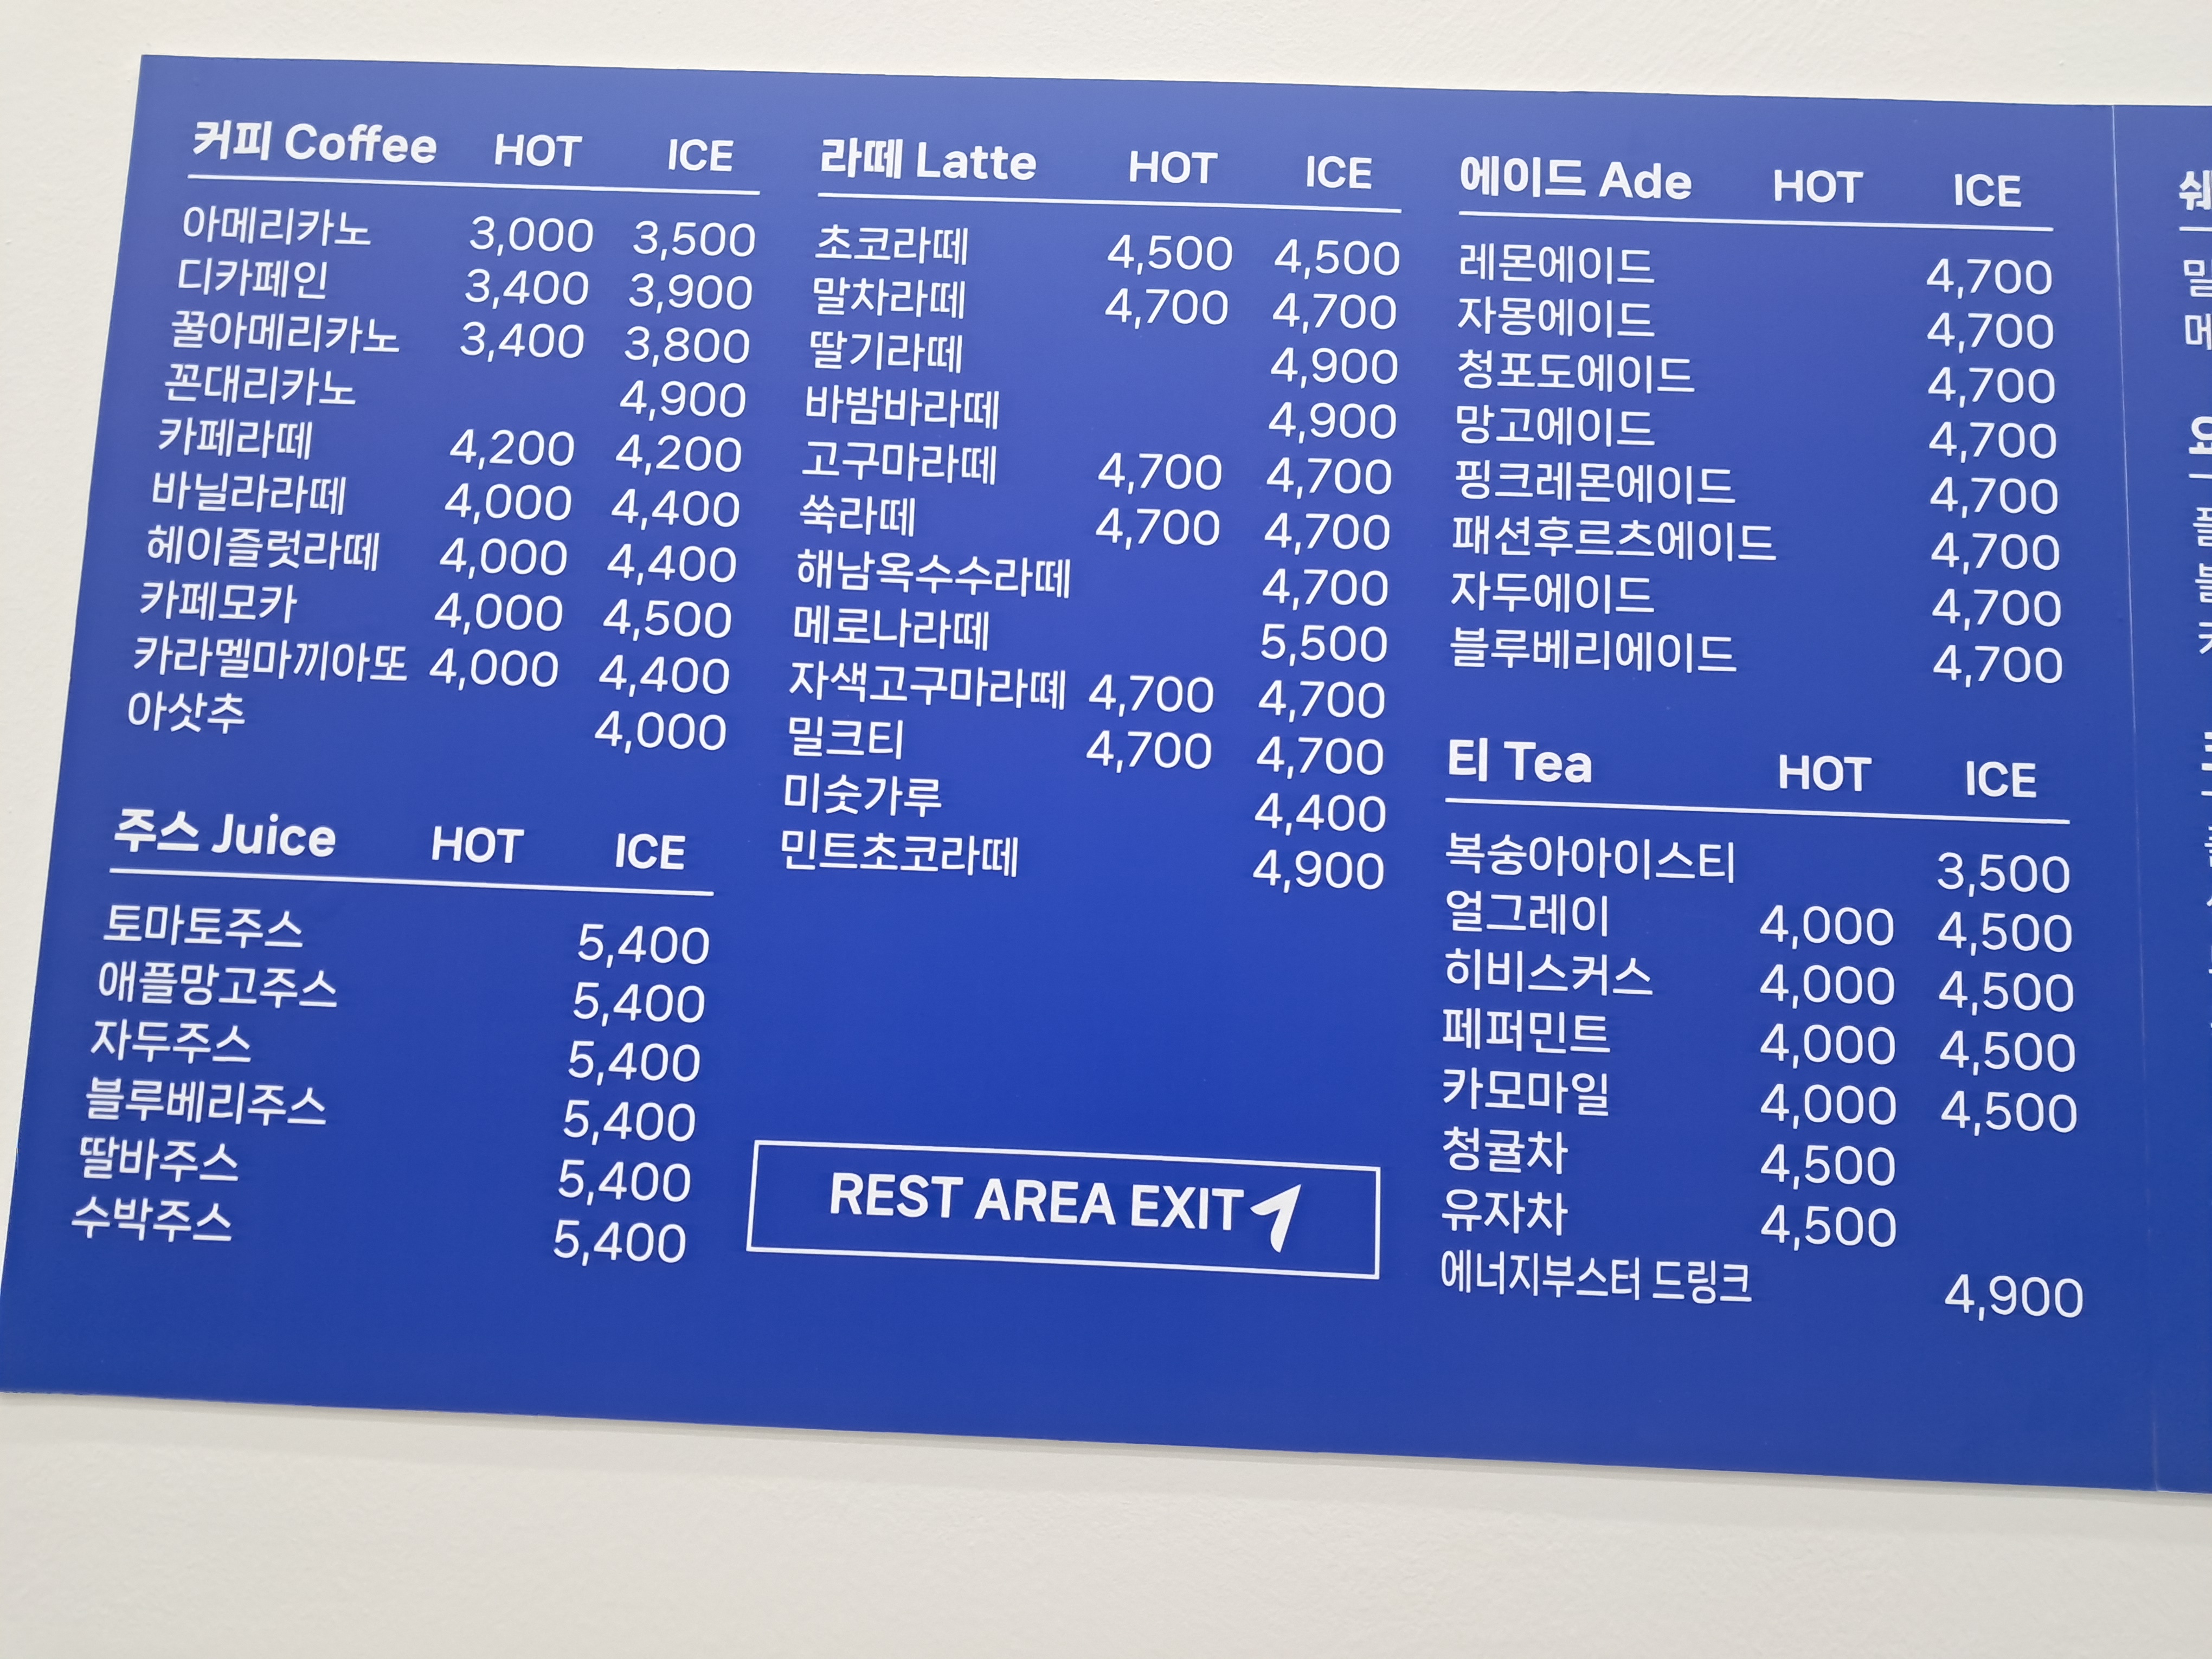 커피 Coffee HOT ICE
아메리카노 3,000 3,500
디카페인 3,400 3,900
꿀아메리카노 3,400 3,800
꼰대리카노 4,900
카페라떼 4,200 4,200
바닐라라떼 4,000 4,400
헤이즐럿라떼 4,000 4,400
카페모카 4,000 4,500
카라멜마끼아또 4,000 4,400
아샷추 4,000
주스 Juice HOT ICE
토마토주스 5,400
애플망고주스 5,400
자두주스 5,400
블루베리주스 5,400
딸바주스 5,400
수박주스 5,400
라떼 Latte HOT ICE
초코라떼 4,500 4,500
말차라떼 4,700 4,700
딸기라떼 4,900
바밤바라떼 4,900
고구마라떼 4,700 4,700
쑥라떼 4,700 4,700
해남옥수수라떼 4,700
메로나라떼 5,500
자색고구마라떼 4,700 4,700
밀크티 4,700 4,700
미숫가루 4,400
민트초코라떼 4,900
REST AREA EXIT
에이드 Ade HOT ICE
레몬에이드 4,700
자몽에이드 4,700
청포도에이드 4,700
망고에이드 4,700
핑크레몬에이드 4,700
패션후르츠에이드 4,700
자두에이드 4,700
블루베리에이드 4,700
티 Tea HOT ICE
복숭아아이스티 3,500
얼그레이 4,000 4,500
히비스커스 4,000 4,500
페퍼민트 4,000 4,500
카모마일 4,000 4,500
청귤차 4,500
유자차 4,500
에너지부스터 드링크 4,900